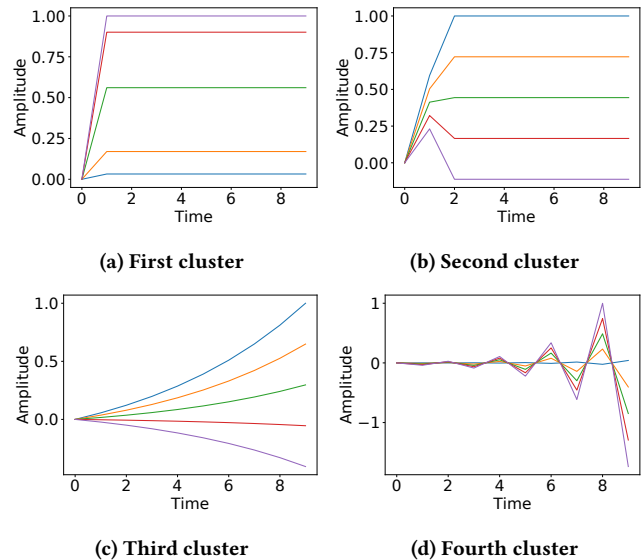 1.00
0.75
0.50
0.25
0.00
Amplitude
0 2 4 6 8
Time
(a) First cluster
1.00
0.75
0.50
0.25
0.00
Amplitude
0 2 4 6 8
Time
(b) Second cluster
1.0
0.5
0.0
Amplitude
0 2 4 6 8
Time
(c) Third cluster
1
0
−1
Amplitude
0 2 4 6 8
Time
(d) Fourth cluster